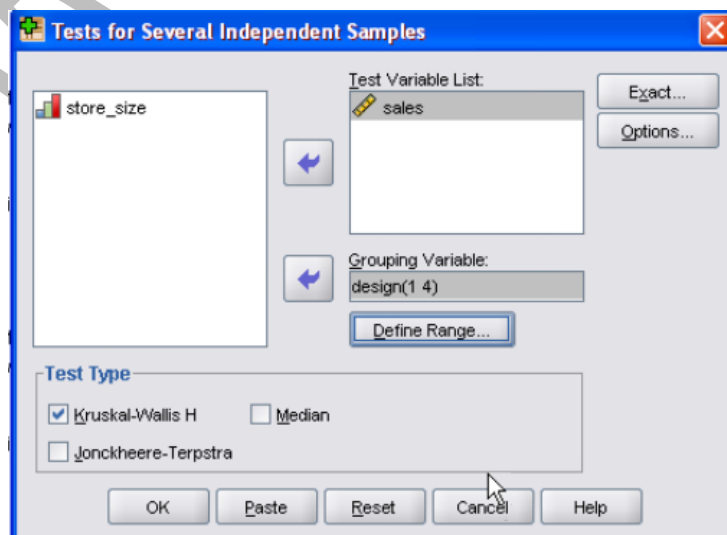 Tests for Several Independent Samples
store_size
Test Variable List:
sales
Exact...
Options...
Grouping Variable:
design(1 4)
Define Range...
Test Type
Kruskal-Wallis H
Median
Jonckheere-Terpstra
OK
Paste
Reset
Cancel
Help